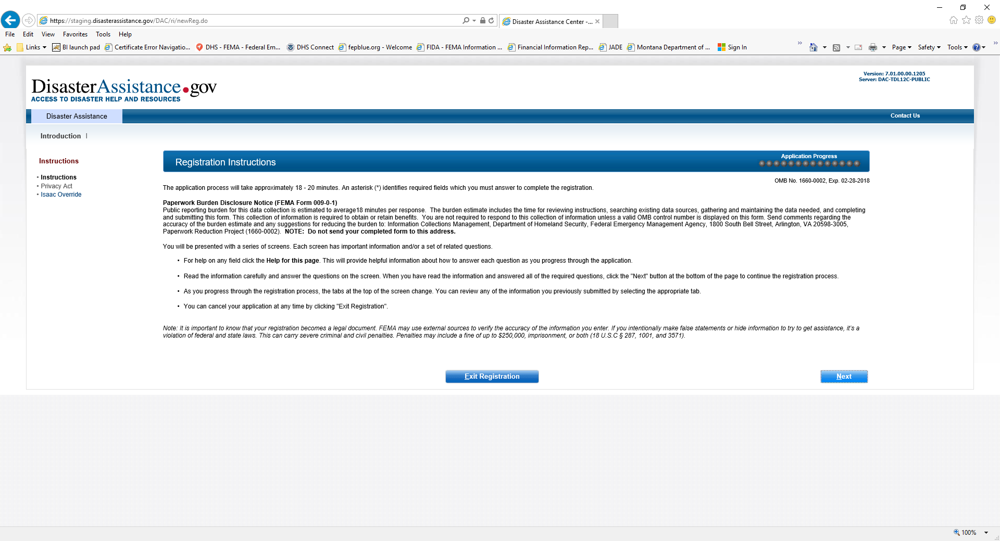 https://staging.disasterassistance.gov/DAC/ri/newReg.do
Disaster Assistance Center -...
File Edit View Favorites Tools Help
Links BI launch pad Certificate Error Navigatio... DHS - FEMA - Federal Em... DHS Connect fepblue.org - Welcome FIDA - FEMA Information ... Financial Information Rep... JADE Montana Department of ... Sign In » Page Safety Tools »
Version: 7.01.00.00.1205
Server: DAC-TDL12C-PUBLIC
DisasterAssistance.gov
ACCESS TO DISASTER HELP AND RESOURCES
Disaster Assistance Contact Us
Introduction |
Instructions
• Instructions
• Privacy Act
• Isaac Override
Registration Instructions
Application Progress
OMB No. 1660-0002, Exp. 02-28-2018
The application process will take approximately 18 - 20 minutes. An asterisk (*) identifies required fields which you must answer to complete the registration.
Paperwork Burden Disclosure Notice (FEMA Form 009-0-1)
Public reporting burden for this data collection is estimated to average18 minutes per response.  The burden estimate includes the time for reviewing instructions, searching existing data sources, gathering and maintaining the data needed, and completing
and submitting this form. This collection of information is required to obtain or retain benefits.  You are not required to respond to this collection of information unless a valid OMB control number is displayed on this form. Send comments regarding the
accuracy of the burden estimate and any suggestions for reducing the burden to: Information Collections Management, Department of Homeland Security, Federal Emergency Management Agency, 1800 South Bell Street, Arlington, VA 20598-3005,
Paperwork Reduction Project (1660-0002).  NOTE:  Do not send your completed form to this address.
You will be presented with a series of screens. Each screen has important information and/or a set of related questions.
• For help on any field click the Help for this page. This will provide helpful information about how to answer each question as you progress through the application.
• Read the information carefully and answer the questions on the screen. When you have read the information and answered all of the required questions, click the "Next" button at the bottom of the page to continue the registration process.
• As you progress through the registration process, the tabs at the top of the screen change. You can review any of the information you previously submitted by selecting the appropriate tab.
• You can cancel your application at any time by clicking "Exit Registration".
Note: It is important to know that your registration becomes a legal document. FEMA may use external sources to verify the accuracy of the information you enter. If you intentionally make false statements or hide information to try to get assistance, it's a
violation of federal and state laws. This can carry severe criminal and civil penalties. Penalties may include a fine of up to $250,000, imprisonment, or both (18 U.S.C § 287, 1001, and 3571).
Exit Registration Next
100%